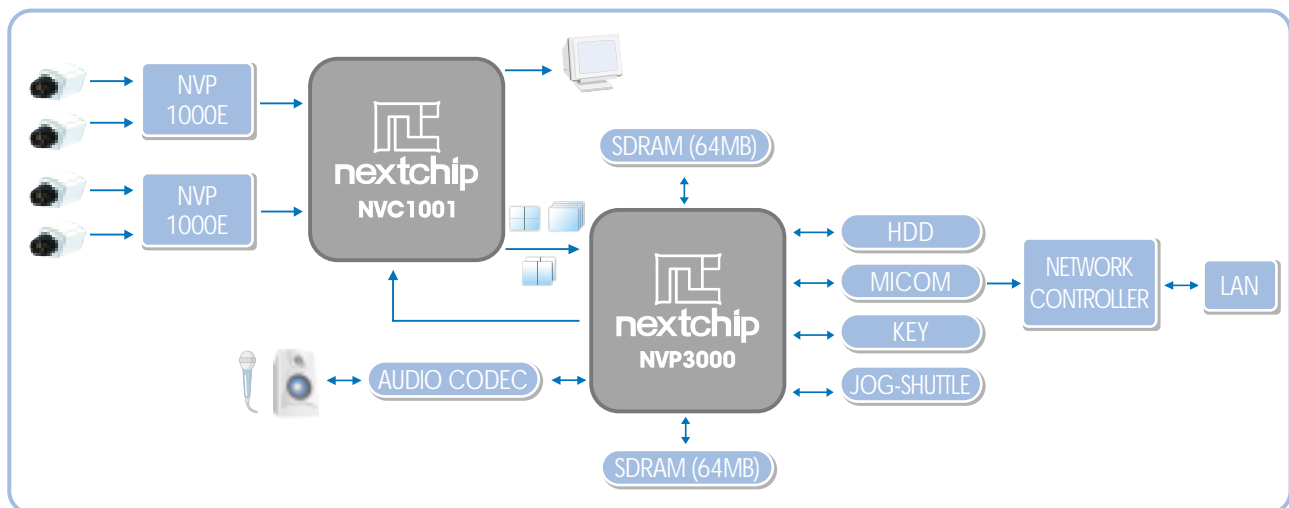 NVP
1000E
NVP
1000E
nextchip
NVC1001
SDRAM (64MB)
nextchip
NVP3000
HDD
MICOM
KEY
JOG-SHUTTLE
NETWORK
CONTROLLER
LAN
AUDIO CODEC
SDRAM (64MB)